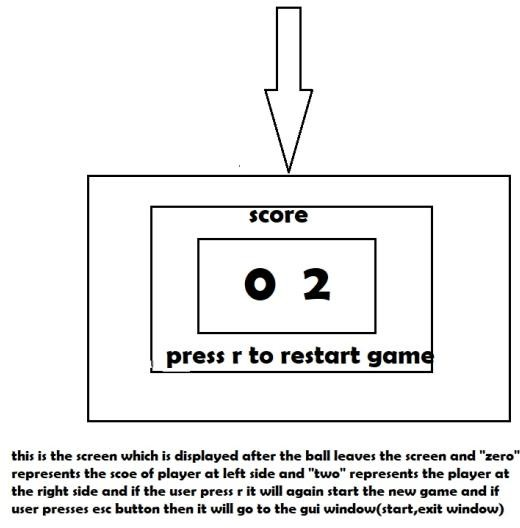 score
0 2
press r to restart game
this is the screen which is displayed after the ball leaves the screen and "zero"
represents the scoe of player at left side and "two" represents the player at
the right side and if the user press r it will again start the new game and if
user presses esc button then it will go to the gui window(start,exit window)